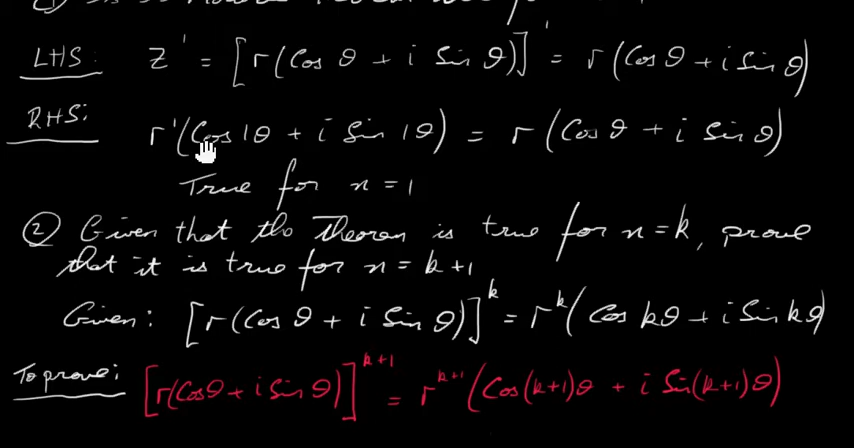 LHS: z¹ = [r(Cos θ + i Sin θ)]¹ = r(Cos θ + i Sin θ)
RHS: r¹(Cos 1θ + i Sin 1θ) = r(Cos θ + i Sin θ)
True for n = 1
② Given that the Theorem is true for n = k, prove
that it is true for n = k+1
Given: [r(Cos θ + i Sin θ)]ᵏ = rᵏ(Cos kθ + i Sin kθ)
To prove: [r(Cos θ + i Sin θ)]ᵏ⁺¹ = rᵏ⁺¹(Cos(k+1)θ + i Sin(k+1)θ)